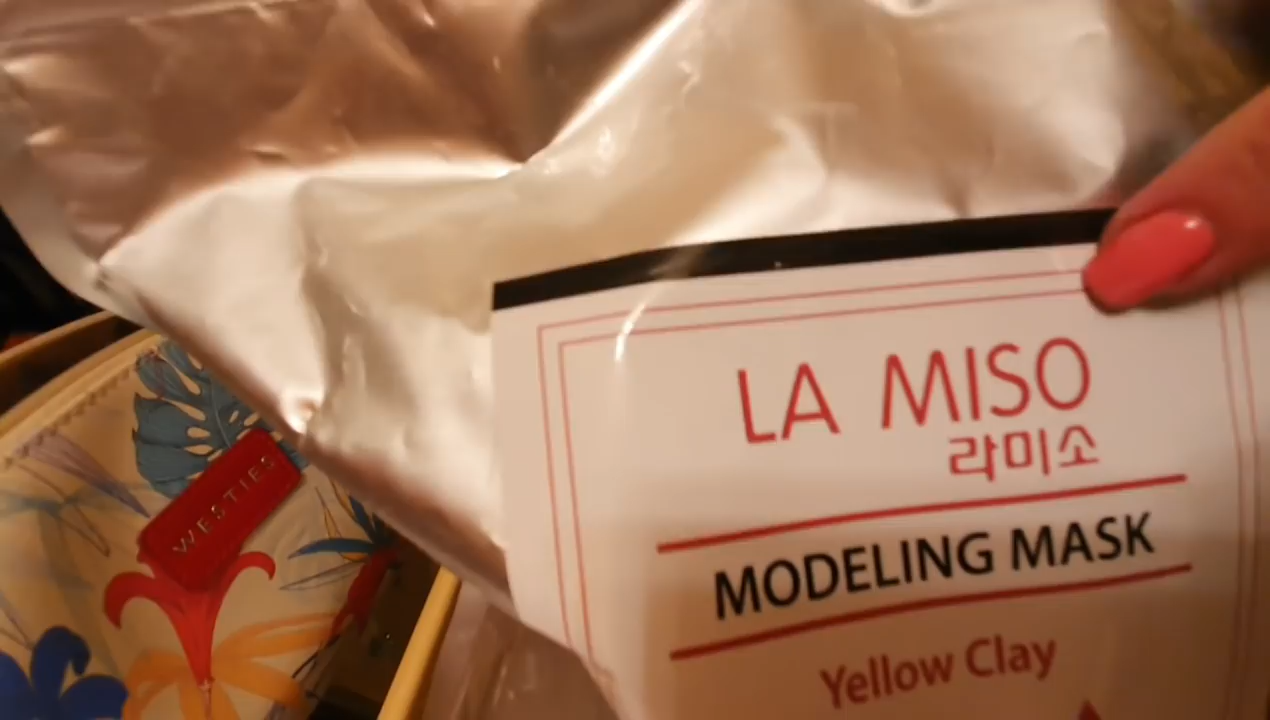 LA MISO
라미소
MODELING MASK
Yellow Clay
WESTIES